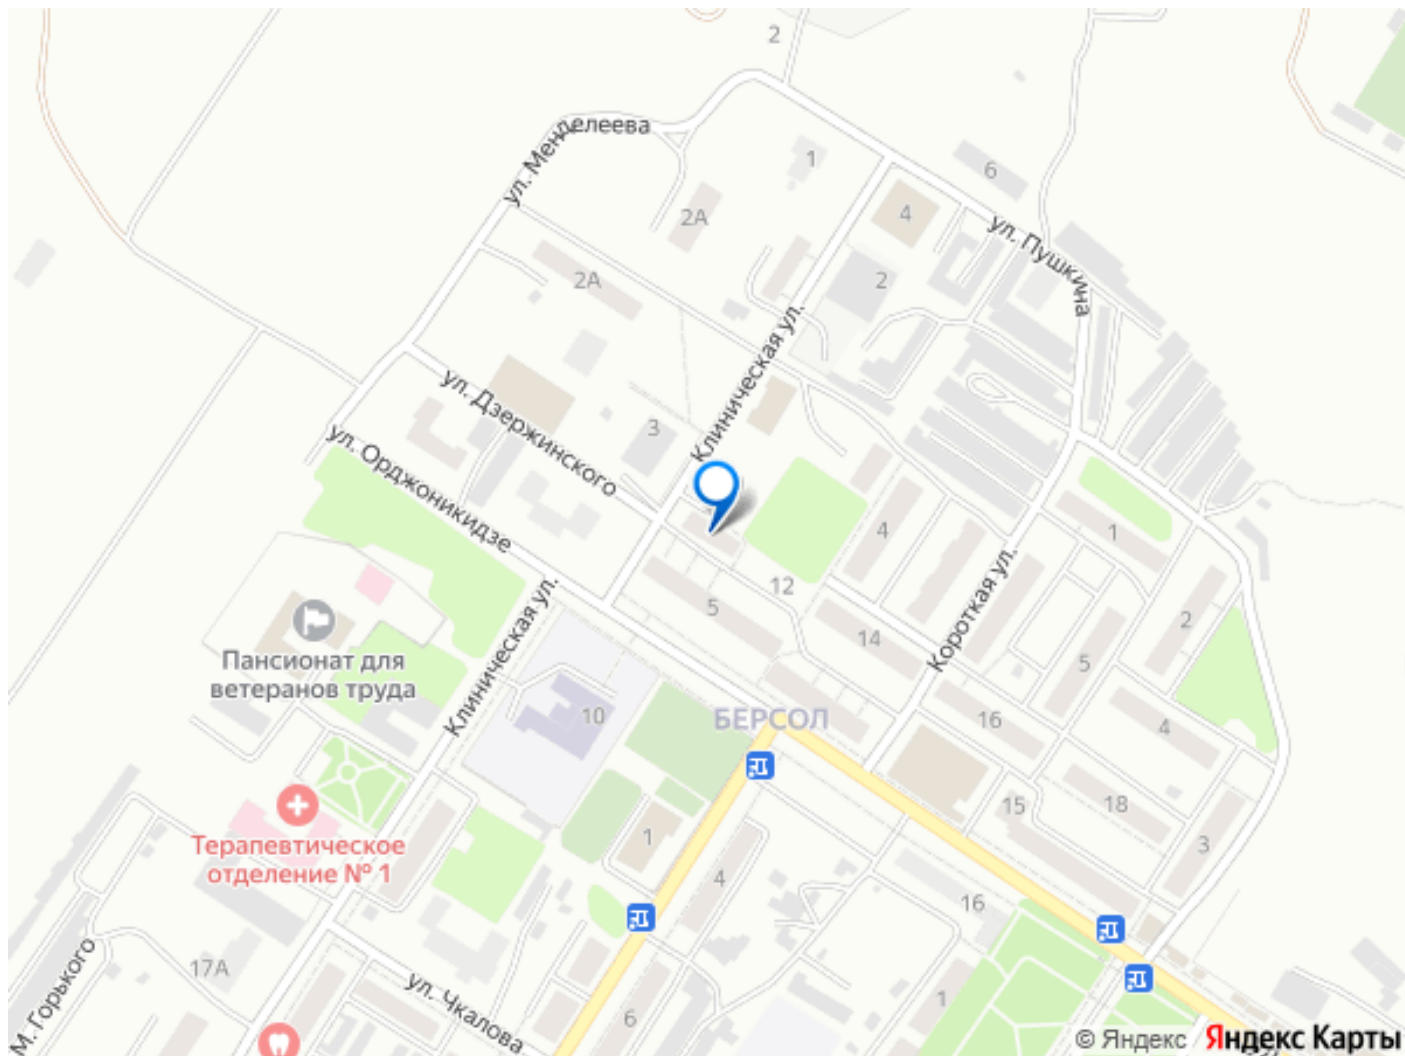 2
ул. Менделеева
1
6
2А
4
ул. Пушкина
2А
2
Клиническая ул.
ул. Дзержинского
3
ул. Орджоникидзе
4
1
Короткая ул.
12
5
14
2
5
Пансионат для
ветеранов труда
Клиническая ул.
10
БЕРСОЛ
16
4
15
18
Терапевтическое
отделение № 1
1
4
3
16
М. Горького
17А
ул. Чкалова
6
1
© Яндекс Яндекс Карты